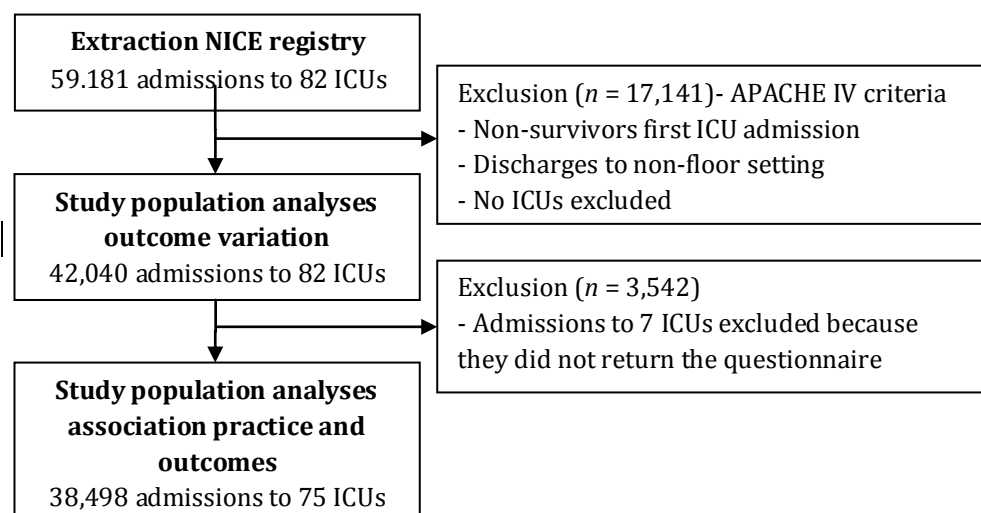 Extraction NICE registry
59.181 admissions to 82 ICUs
Exclusion (n = 17,141)- APACHE IV criteria
- Non-survivors first ICU admission
- Discharges to non-floor setting
- No ICUs excluded
Study population analyses
outcome variation
42,040 admissions to 82 ICUs
Exclusion (n = 3,542)
- Admissions to 7 ICUs excluded because
they did not return the questionnaire
Study population analyses
association practice and
outcomes
38,498 admissions to 75 ICUs